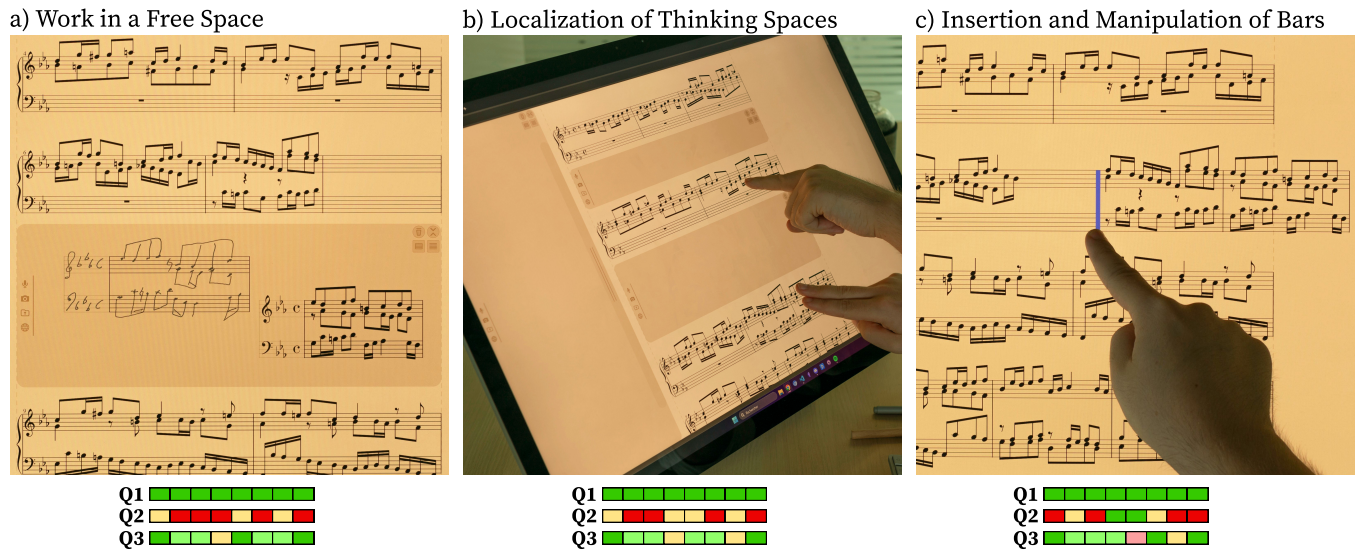 a) Work in a Free Space
b) Localization of Thinking Spaces
c) Insertion and Manipulation of Bars
Q1
Q2
Q3
Q1
Q2
Q3
Q1
Q2
Q3